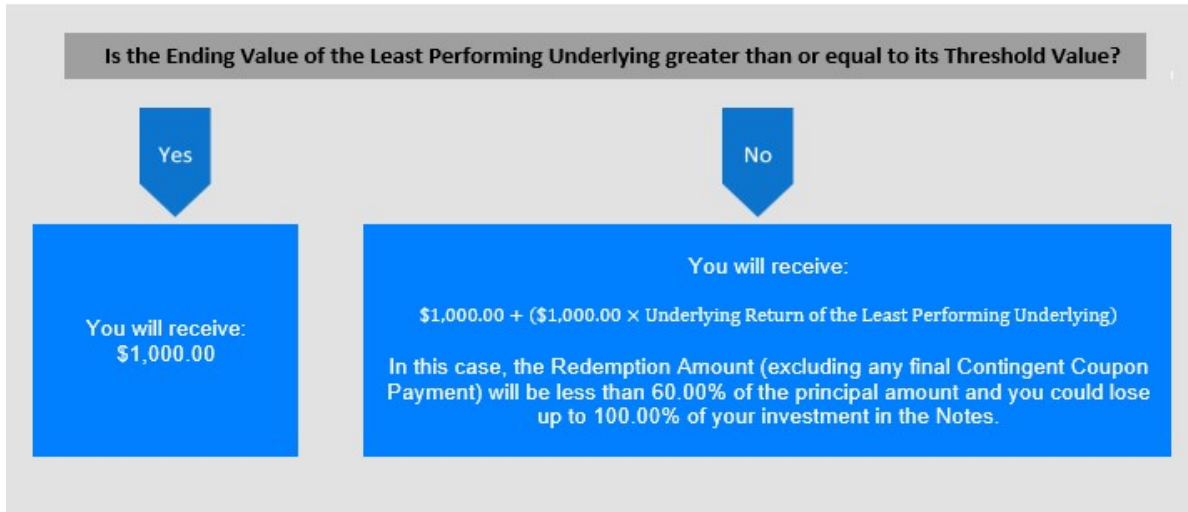 Is the Ending Value of the Least Performing Underlying greater than or equal to its Threshold Value?
Yes
No
You will receive:
$1,000.00
You will receive:
$1,000.00 + ($1,000.00 × Underlying Return of the Least Performing Underlying)
In this case, the Redemption Amount (excluding any final Contingent Coupon
Payment) will be less than 60.00% of the principal amount and you could lose
up to 100.00% of your investment in the Notes.